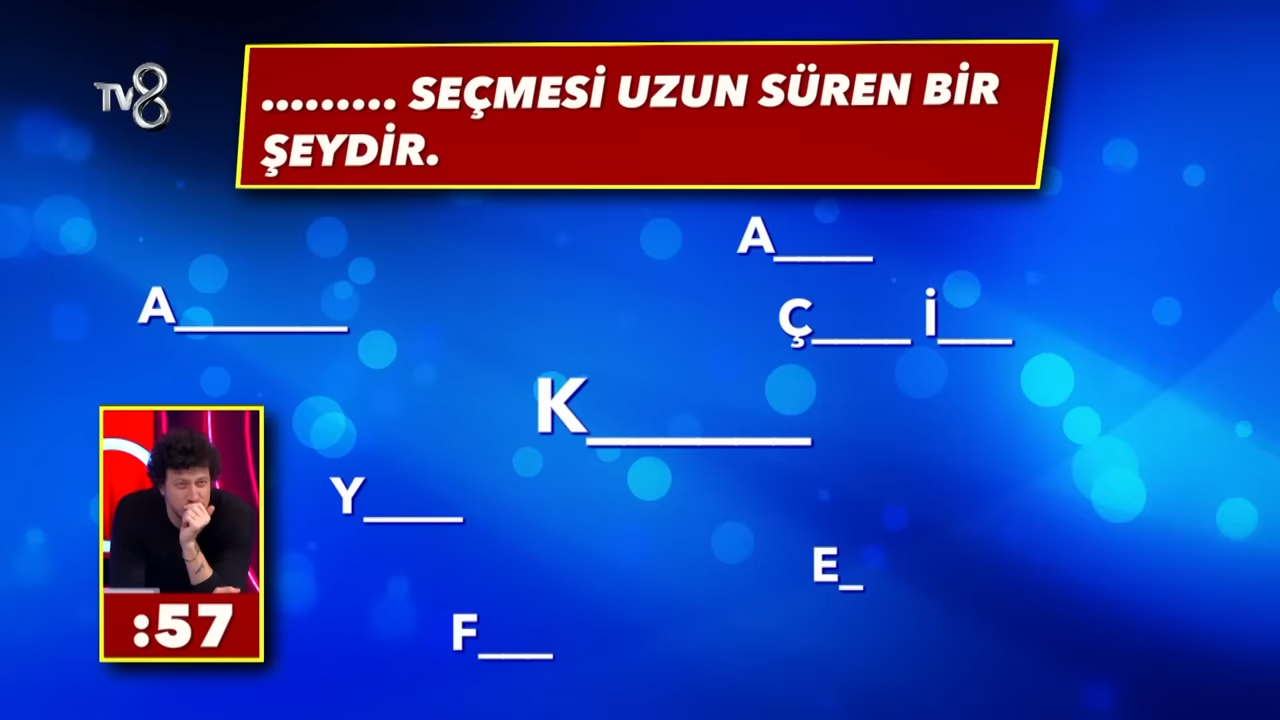 TV8
......... SEÇMESİ UZUN SÜREN BİR
ŞEYDİR.
A____
A_______
Ç____ İ___
K_________
Y____
E_
F___
:57